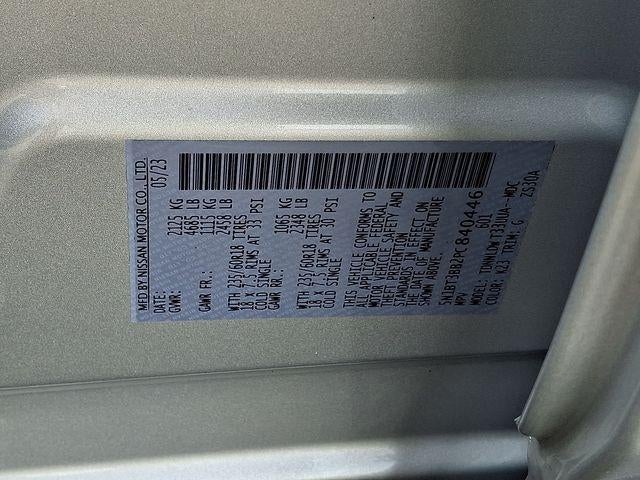 MFD BY NISSAN MOTOR CO., LTD.
DATE: 05/23
GVWR: 2125 KG
4685 LB
GAWR FR.: 1115 KG
2458 LB
WITH 235/60R18 TIRES
18 X 7.5 RIMS AT 33 PSI
COLD SINGLE
GAWR RR.: 1065 KG
2348 LB
WITH 235/60R18 TIRES
18 X 7.5 RIMS AT 30 PSI
COLD SINGLE
THIS VEHICLE CONFORMS TO
ALL APPLICABLE FEDERAL
MOTOR VEHICLE SAFETY AND
THEFT PREVENTION
STANDARDS IN EFFECT ON
THE DATE OF MANUFACTURE
SHOWN ABOVE.
5N1BT3BB2PC840446
MPV 601
MODEL:
COLOR: K23 TRIM: G ZS30A